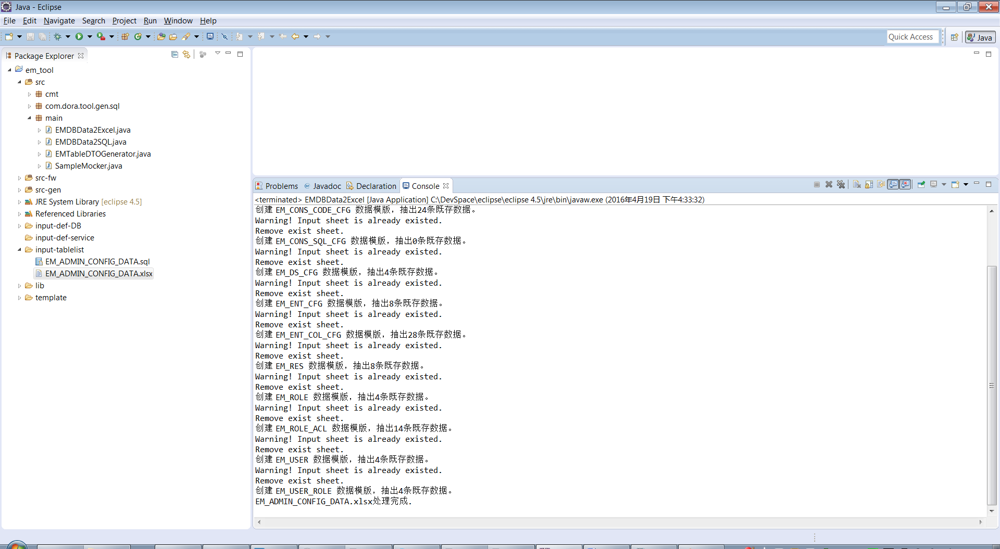 Java - Eclipse
File Edit Navigate Search Project Run Window Help
Quick Access
Java
Package Explorer
em_tool
src
cmt
com.dora.tool.gen.sql
main
EMDBData2Excel.java
EMDBData2SQL.java
EMTableDTOGenerator.java
SampleMocker.java
src-fw
src-gen
JRE System Library [eclipse 4.5]
Referenced Libraries
input-def-DB
input-def-service
input-tablelist
EM_ADMIN_CONFIG_DATA.sql
EM_ADMIN_CONFIG_DATA.xlsx
lib
template
Problems @ Javadoc Declaration Console
<terminated> EMDBData2Excel [Java Application] C:\DevSpace\eclipse\eclipse 4.5\jre\bin\javaw.exe (2016年4月19日 下午4:33:32)
创建 EM_CONS_CODE_CFG 数据模版，抽出24条既存数据。
Warning! Input sheet is already existed.
Remove exist sheet.
创建 EM_CONS_SQL_CFG 数据模版，抽出0条既存数据。
Warning! Input sheet is already existed.
Remove exist sheet.
创建 EM_DS_CFG 数据模版，抽出4条既存数据。
Warning! Input sheet is already existed.
Remove exist sheet.
创建 EM_ENT_CFG 数据模版，抽出8条既存数据。
Warning! Input sheet is already existed.
Remove exist sheet.
创建 EM_ENT_COL_CFG 数据模版，抽出28条既存数据。
Warning! Input sheet is already existed.
Remove exist sheet.
创建 EM_RES 数据模版，抽出8条既存数据。
Warning! Input sheet is already existed.
Remove exist sheet.
创建 EM_ROLE 数据模版，抽出4条既存数据。
Warning! Input sheet is already existed.
Remove exist sheet.
创建 EM_ROLE_ACL 数据模版，抽出14条既存数据。
Warning! Input sheet is already existed.
Remove exist sheet.
创建 EM_USER 数据模版，抽出4条既存数据。
Warning! Input sheet is already existed.
Remove exist sheet.
创建 EM_USER_ROLE 数据模版，抽出4条既存数据。
EM_ADMIN_CONFIG_DATA.xlsx处理完成.